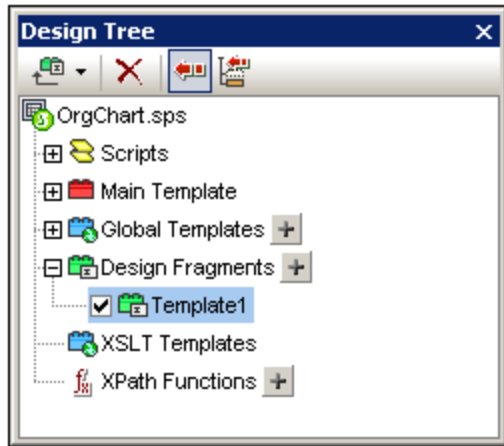 Design Tree
OrgChart.sps
Scripts
Main Template
Global Templates
Design Fragments
Template1
XSLT Templates
XPath Functions